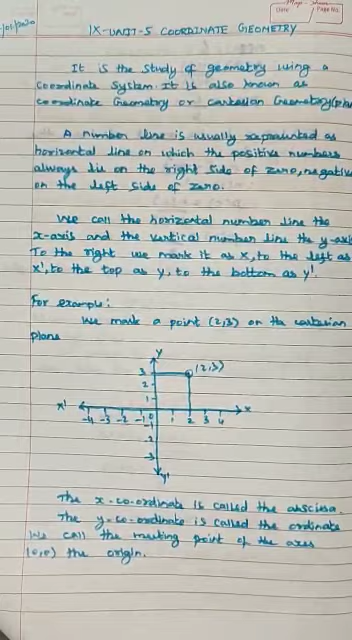 Date
Page No.
IX-UNIT-5 COORDINATE GEOMETRY
It is the study of geometry using a
coordinate system. It is also known as
coordinate Geometry or cartesian Geometry
A number line is usually represented as
horizontal line on which the positive numbers
always lie on the right side of zero, negative
on the left side of zero.
We call the horizontal number line the
x-axis and the vertical number line the y-axis
To the right we mark it as x, to the left as
x', to the top as y, to the bottom as y'.
For example:
We mark a point (2,3) on the cartesian
plane
y
3
(2,3)
2
1
x' -4 -3 -2 -1 0 1 2 3 4 x
-1
-2
-3
y'
The x-co-ordinate is called the abscissa.
The y-co-ordinate is called the ordinate
We call the meeting point of the axes
(0,0) the origin.